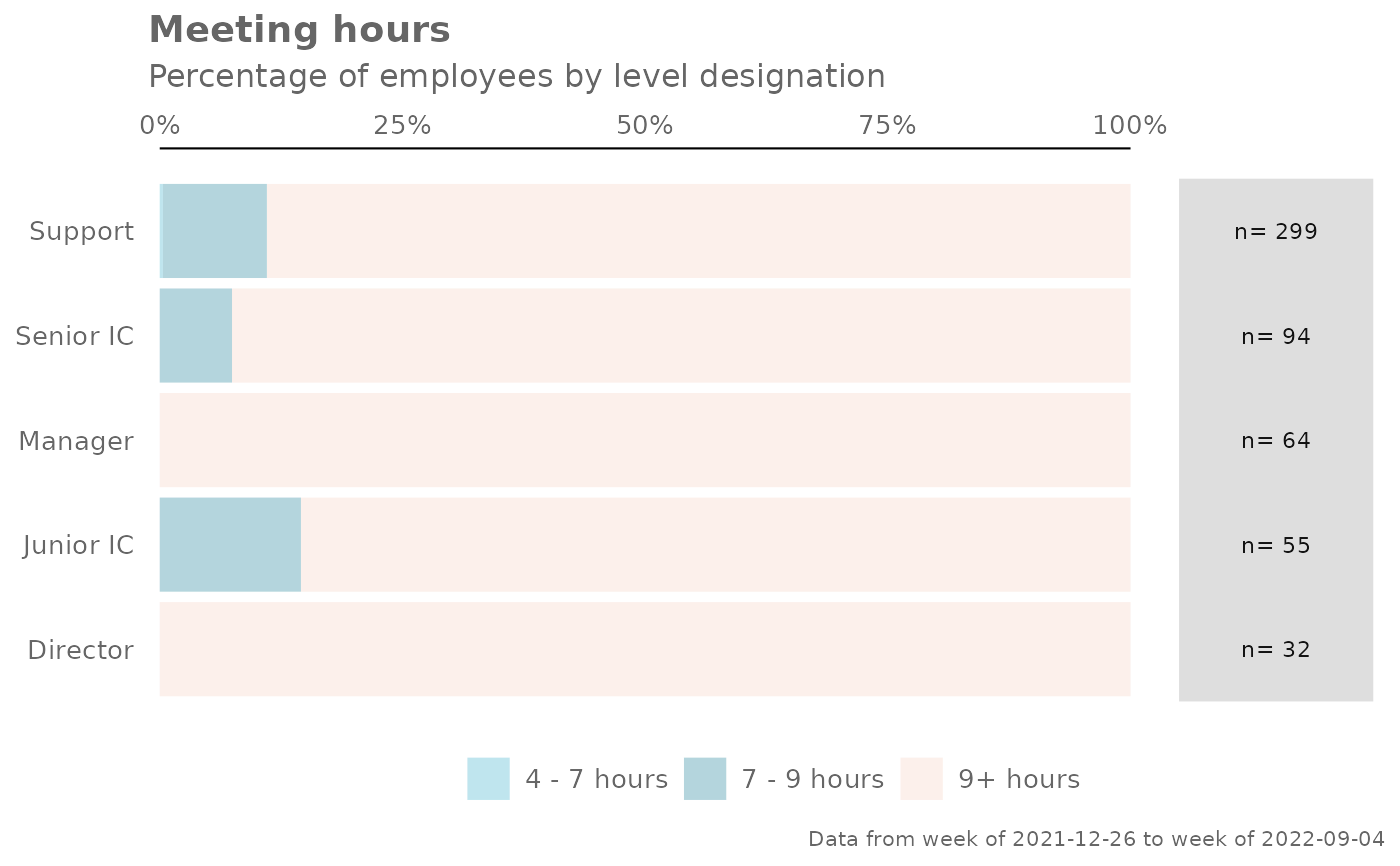 Meeting hours
Percentage of employees by level designation
0% 25% 50% 75% 100%
Support n= 299
Senior IC n= 94
Manager n= 64
Junior IC n= 55
Director n= 32
4 - 7 hours 7 - 9 hours 9+ hours
Data from week of 2021-12-26 to week of 2022-09-04